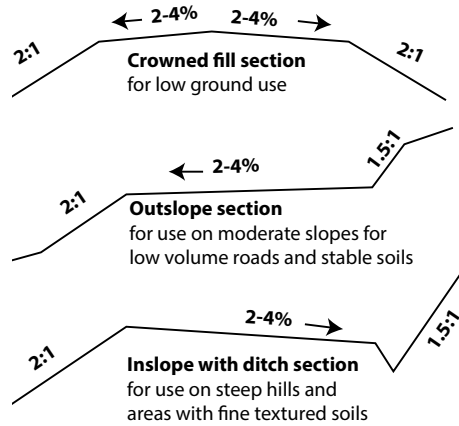 2-4% 2-4%
2:1 2:1
Crowned fill section
for low ground use
1.5:1
2-4%
2:1
Outslope section
for use on moderate slopes for
low volume roads and stable soils
2-4%
2:1 1.5:1
Inslope with ditch section
for use on steep hills and
areas with fine textured soils